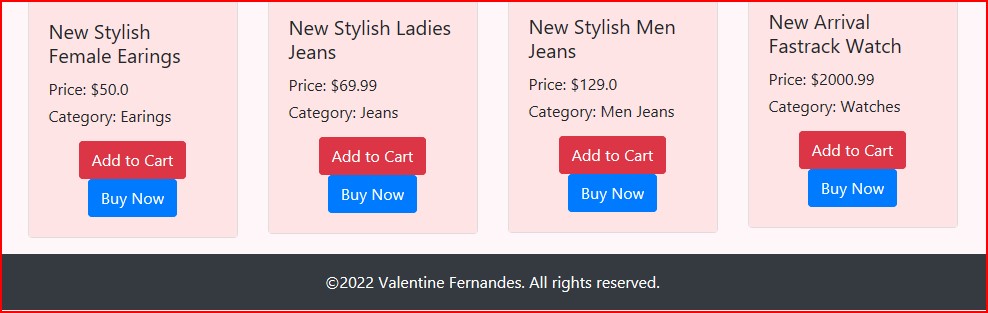 New Stylish
Female Earings
Price: $50.0
Category: Earings
Add to Cart
Buy Now
New Stylish Ladies
Jeans
Price: $69.99
Category: Jeans
Add to Cart
Buy Now
New Stylish Men
Jeans
Price: $129.0
Category: Men Jeans
Add to Cart
Buy Now
New Arrival
Fastrack Watch
Price: $2000.99
Category: Watches
Add to Cart
Buy Now
©2022 Valentine Fernandes. All rights reserved.